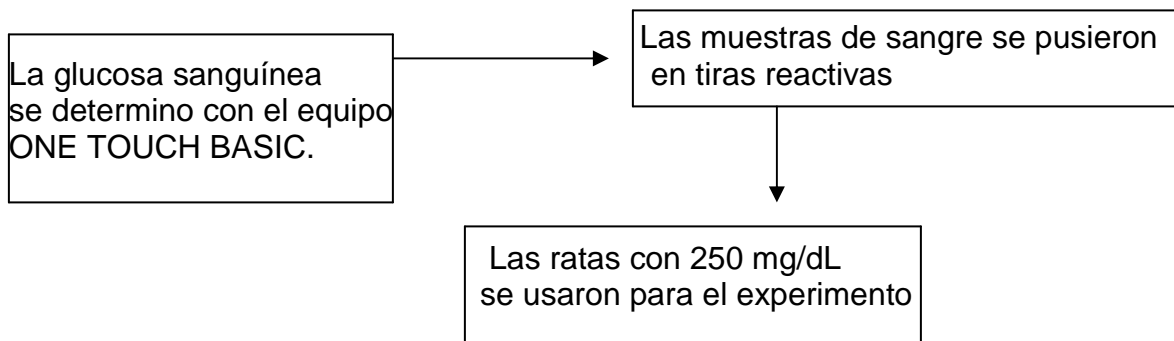 La glucosa sanguínea
se determino con el equipo
ONE TOUCH BASIC.
Las muestras de sangre se pusieron
en tiras reactivas
Las ratas con 250 mg/dL
se usaron para el experimento